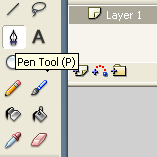 Layer 1
A
Pen Tool (P)